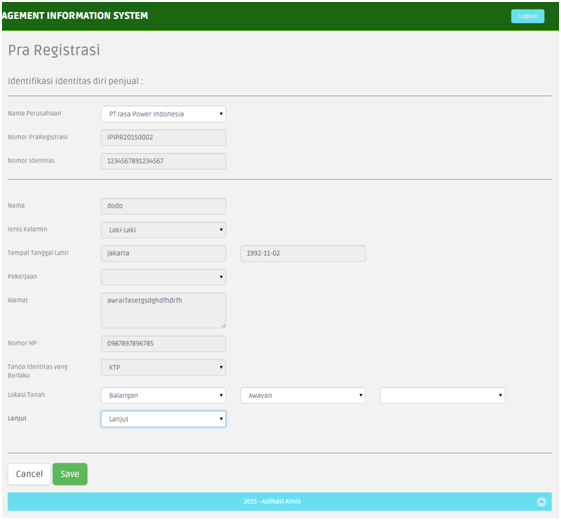 AGEMENT INFORMATION SYSTEM
Logout
Pra Registrasi
Identifikasi identitas diri penjual :
Nama Perusahaan PT Jasa Power Indonesia
Nomor PraRegistrasi JPJPR20150002
Nomor Identitas 1234567891234567
Nama dodo
Jenis Kelamin Laki-Laki
Tempat Tanggal Lahir jakarta 1992-11-02
Pekerjaan
Alamat awrarfasetgsdghdfhdrfh
Nomor HP 0987897896785
Tanda Identitas yang
Berlaku KTP
Lokasi Tanah Balangan Awayan
Lanjut Lanjut
Cancel Save
2015 - Aplikasi Almis